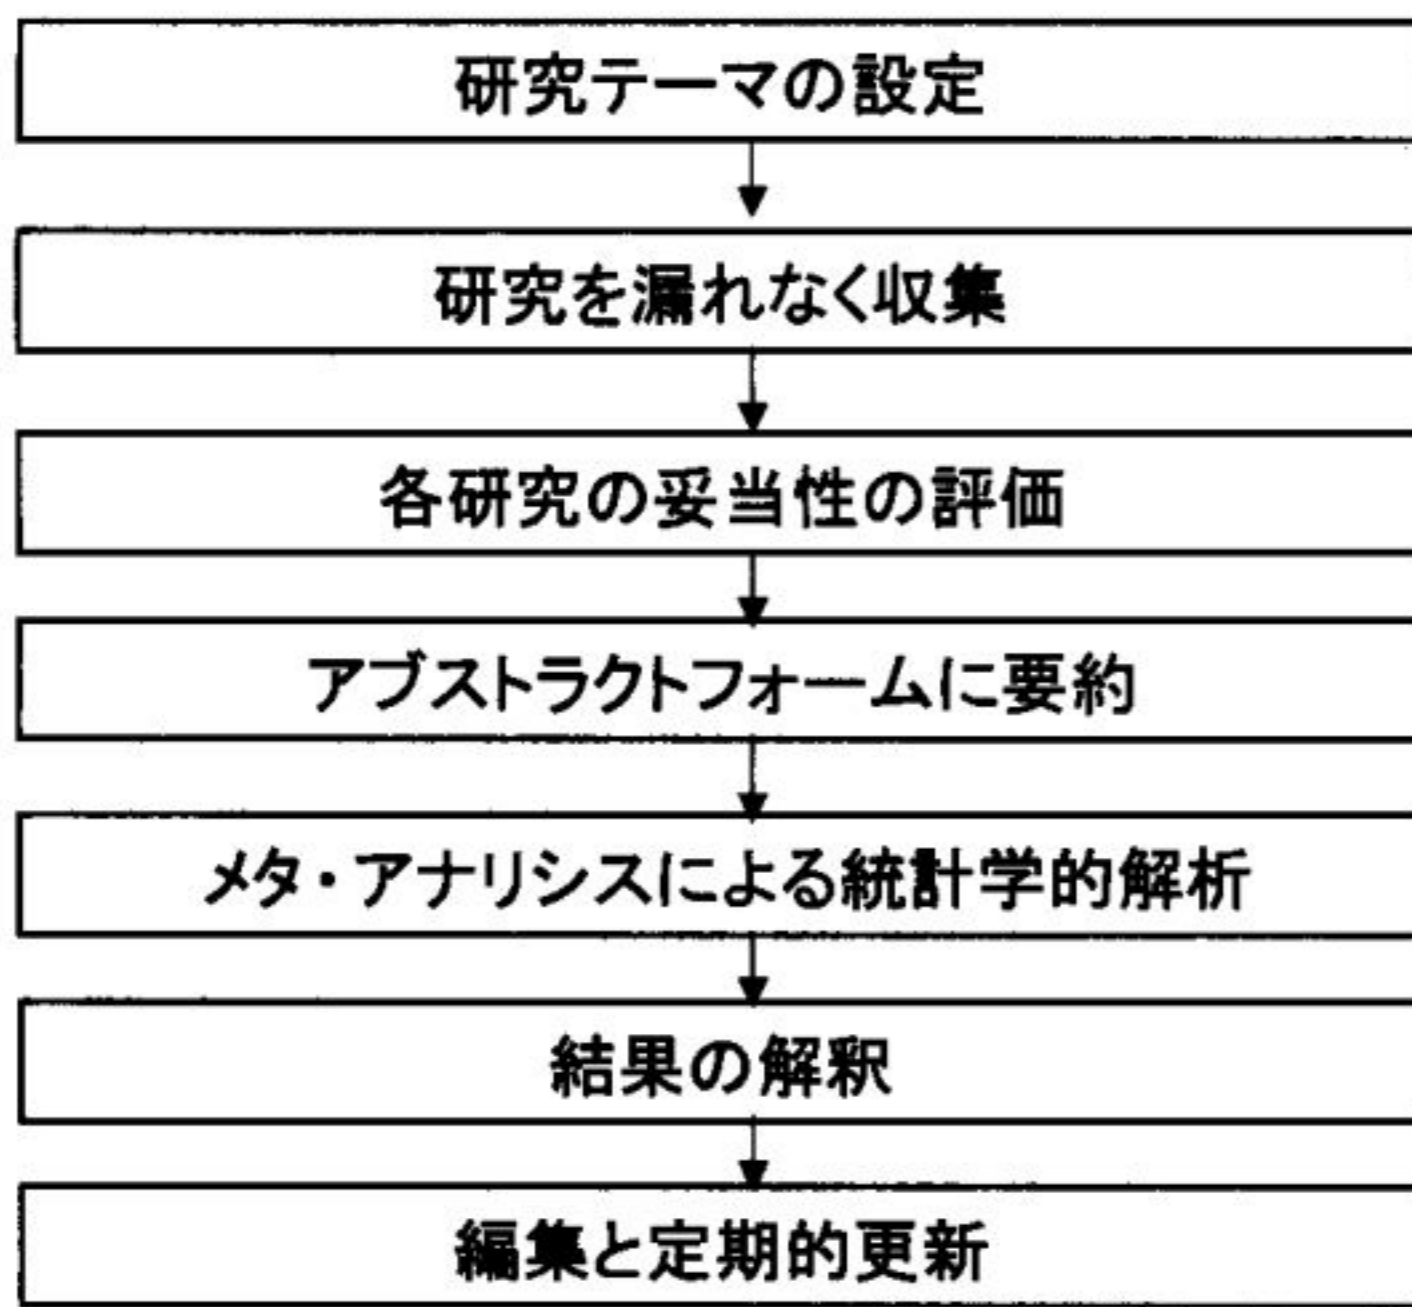 研究テーマの設定
研究を漏れなく収集
各研究の妥当性の評価
アブストラクトフォームに要約
メタ・アナリシスによる統計学的解析
結果の解釈
編集と定期的更新